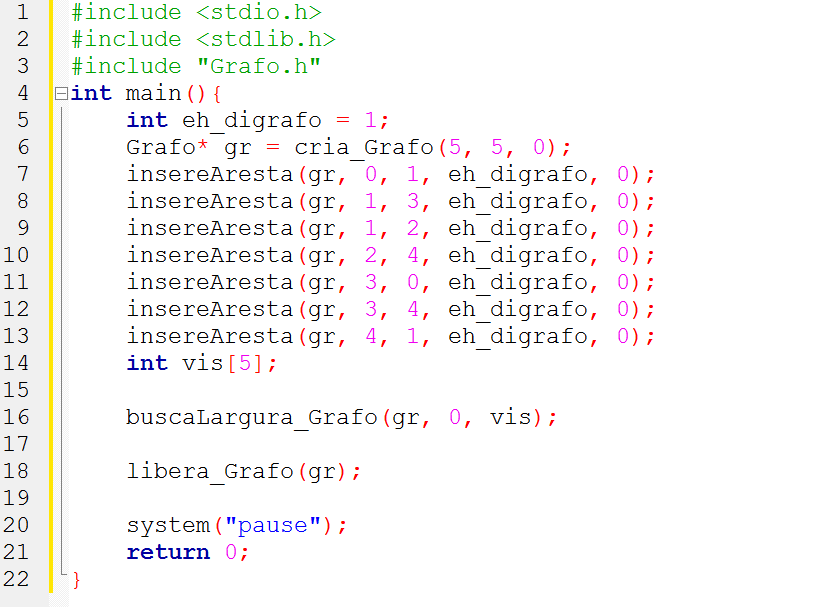 1 #include <stdio.h>
2 #include <stdlib.h>
3 #include "Grafo.h"
4 int main(){
5 int eh_digrafo = 1;
6 Grafo* gr = cria_Grafo(5, 5, 0);
7 insereAresta(gr, 0, 1, eh_digrafo, 0);
8 insereAresta(gr, 1, 3, eh_digrafo, 0);
9 insereAresta(gr, 1, 2, eh_digrafo, 0);
10 insereAresta(gr, 2, 4, eh_digrafo, 0);
11 insereAresta(gr, 3, 0, eh_digrafo, 0);
12 insereAresta(gr, 3, 4, eh_digrafo, 0);
13 insereAresta(gr, 4, 1, eh_digrafo, 0);
14 int vis[5];
15
16 buscaLargura_Grafo(gr, 0, vis);
17
18 libera_Grafo(gr);
19
20 system("pause");
21 return 0;
22 }